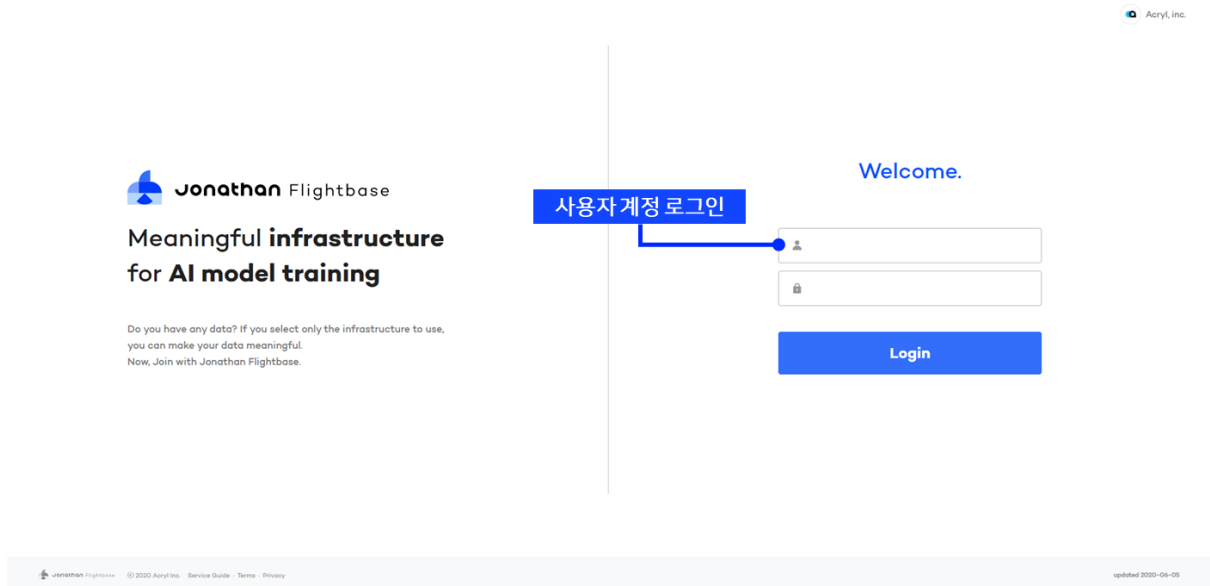 Acryl, inc.
Jonathan Flightbase
Meaningful infrastructure
for AI model training
Do you have any data? If you select only the infrastructure to use,
you can make your data meaningful.
Now, Join with Jonathan Flightbase.
Welcome.
사용자 계정 로그인
Login
Jonathan Flightbase ⓒ 2020 Acryl Inc. Service Guide · Terms · Privacy
updated 2020-06-05